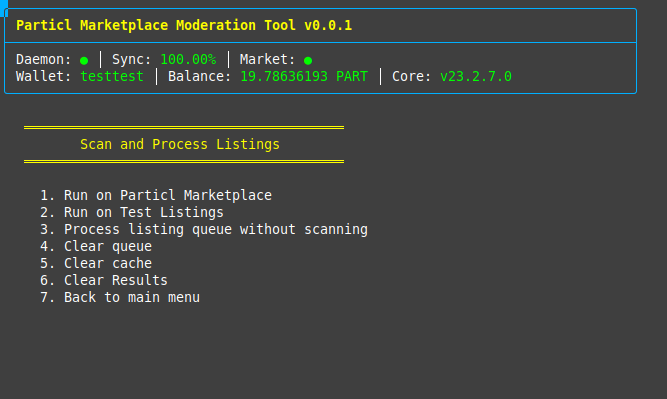 Particl Marketplace Moderation Tool v0.0.1
Daemon: ● │ Sync: 100.00% │ Market: ●
Wallet: testtest │ Balance: 19.78636193 PART │ Core: v23.2.7.0
Scan and Process Listings
1. Run on Particl Marketplace
2. Run on Test Listings
3. Process listing queue without scanning
4. Clear queue
5. Clear cache
6. Clear Results
7. Back to main menu